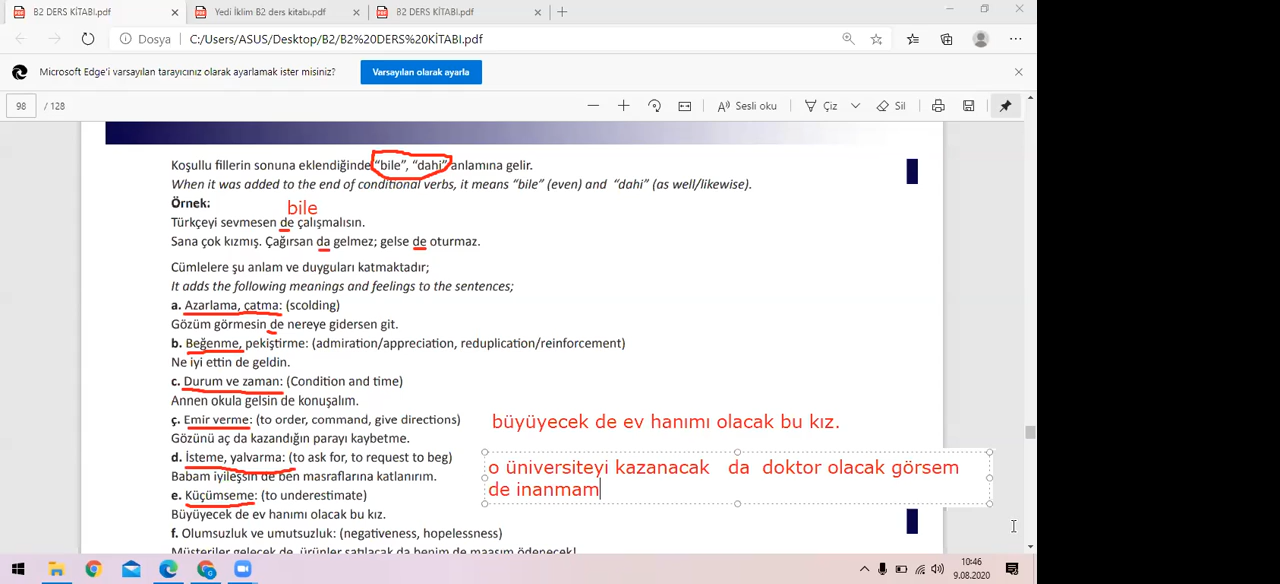 B2 DERS KİTABI.pdf
Yedi İklim B2 ders kitabı.pdf
B2 DERS KİTABI.pdf
Dosya
C:/Users/ASUS/Desktop/B2/B2%20DERS%20KİTABI.pdf
Microsoft Edge'i varsayılan tarayıcınız olarak ayarlamak ister misiniz?
Varsayılan olarak ayarla
98 / 128
Sesli oku
Çiz
Sil
Koşullu fillerin sonuna eklendiğinde "bile", "dahi" anlamına gelir.
When it was added to the end of conditional verbs, it means "bile" (even) and "dahi" (as well/likewise).
Örnek:
bile
Türkçeyi sevmesen de çalışmalısın.
Sana çok kızmış. Çağırsan da gelmez; gelse de oturmaz.
Cümlelere şu anlam ve duyguları katmaktadır;
It adds the following meanings and feelings to the sentences;
a. Azarlama, çatma: (scolding)
Gözüm görmesin de nereye gidersen git.
b. Beğenme, pekiştirme: (admiration/appreciation, reduplication/reinforcement)
Ne iyi ettin de geldin.
c. Durum ve zaman: (Condition and time)
Annen okula gelsin de konuşalım.
ç. Emir verme: (to order, command, give directions)
büyüyecek de ev hanımı olacak bu kız.
Gözünü aç da kazandığın parayı kaybetme.
d. İsteme, yalvarma: (to ask for, to request to beg)
o üniversiteyi kazanacak da doktor olacak görsem
de inanmam
Babam iyileşsin de ben masraflarına katlanırım.
e. Küçümseme: (to underestimate)
Büyüyecek de ev hanımı olacak bu kız.
f. Olumsuzluk ve umutsuzluk: (negativeness, hopelessness)
Müşteriler gelecek de, ürünler satılacak da benim de maaşım ödenecek!
10:46
9.08.2020